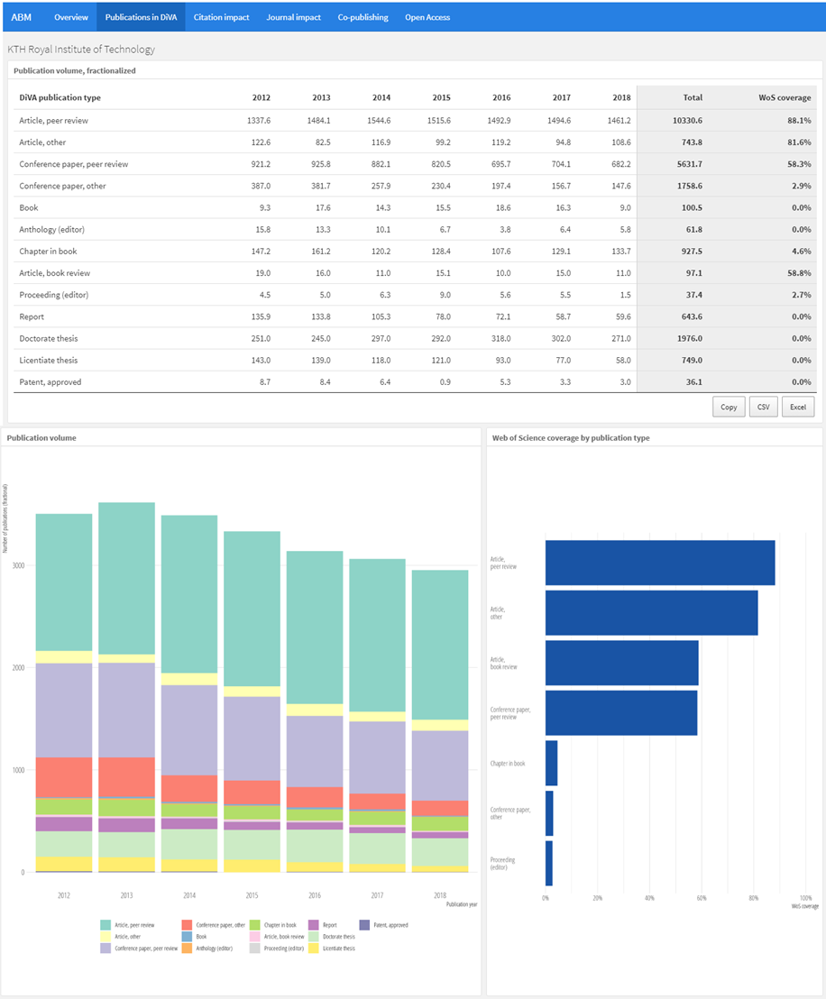 ABM Overview Publications in DiVA Citation impact Journal impact Co-publishing Open Access
KTH Royal Institute of Technology
Publication volume, fractionalized
DiVA publication type 2012 2013 2014 2015 2016 2017 2018 Total WoS coverage
Article, peer review 1337.6 1484.1 1544.6 1515.6 1492.9 1494.6 1461.2 10330.6 88.1%
Article, other 122.6 82.5 116.9 99.2 119.2 94.8 108.6 743.8 81.6%
Conference paper, peer review 921.2 925.8 882.1 820.5 695.7 704.1 682.2 5631.7 58.3%
Conference paper, other 387.0 381.7 257.9 230.4 197.4 156.7 147.6 1758.6 2.9%
Book 9.3 17.6 14.3 15.5 18.6 16.3 9.0 100.5 0.0%
Anthology (editor) 15.8 13.3 10.1 6.7 3.8 6.4 5.8 61.8 0.0%
Chapter in book 147.2 161.2 120.2 128.4 107.6 129.1 133.7 927.5 4.6%
Article, book review 19.0 16.0 11.0 15.1 10.0 15.0 11.0 97.1 58.8%
Proceeding (editor) 4.5 5.0 6.3 9.0 5.6 5.5 1.5 37.4 2.7%
Report 135.9 133.8 105.3 78.0 72.1 58.7 59.6 643.6 0.0%
Doctorate thesis 251.0 245.0 297.0 292.0 318.0 302.0 271.0 1976.0 0.0%
Licentiate thesis 143.0 139.0 118.0 121.0 93.0 77.0 58.0 749.0 0.0%
Patent, approved 8.7 8.4 6.4 0.9 5.3 3.3 3.0 36.1 0.0%
Copy CSV Excel
Publication volume
Number of publications (fractional)
3000
2000
1000
0
2012 2013 2014 2015 2016 2017 2018
Publication year
Article, peer review Conference paper, other Chapter in book Report Patent, approved
Article, other Book Article, book review Doctorate thesis
Conference paper, peer review Anthology (editor) Proceeding (editor) Licentiate thesis
Web of Science coverage by publication type
Article,
peer review
Article,
other
Article,
book review
Conference paper,
peer review
Chapter in book
Conference paper,
other
Proceeding
(editor)
0% 20% 40% 60% 80% 100%
WoS coverage